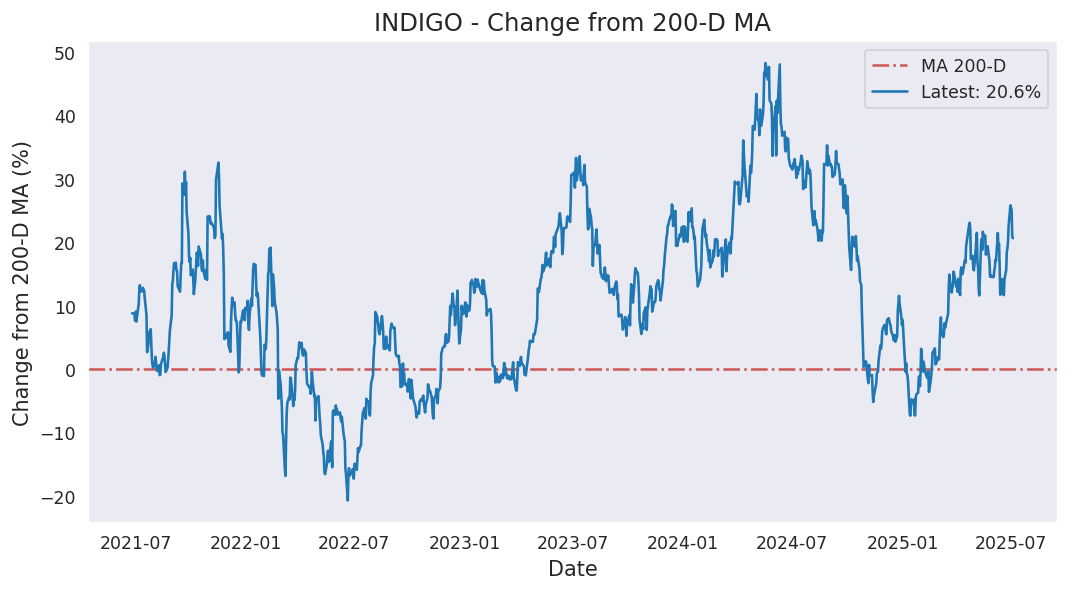 INDIGO - Change from 200-D MA
Change from 200-D MA (%)
50
40
30
20
10
0
−10
−20
MA 200-D
Latest: 20.6%
2021-07 2022-01 2022-07 2023-01 2023-07 2024-01 2024-07 2025-01 2025-07
Date